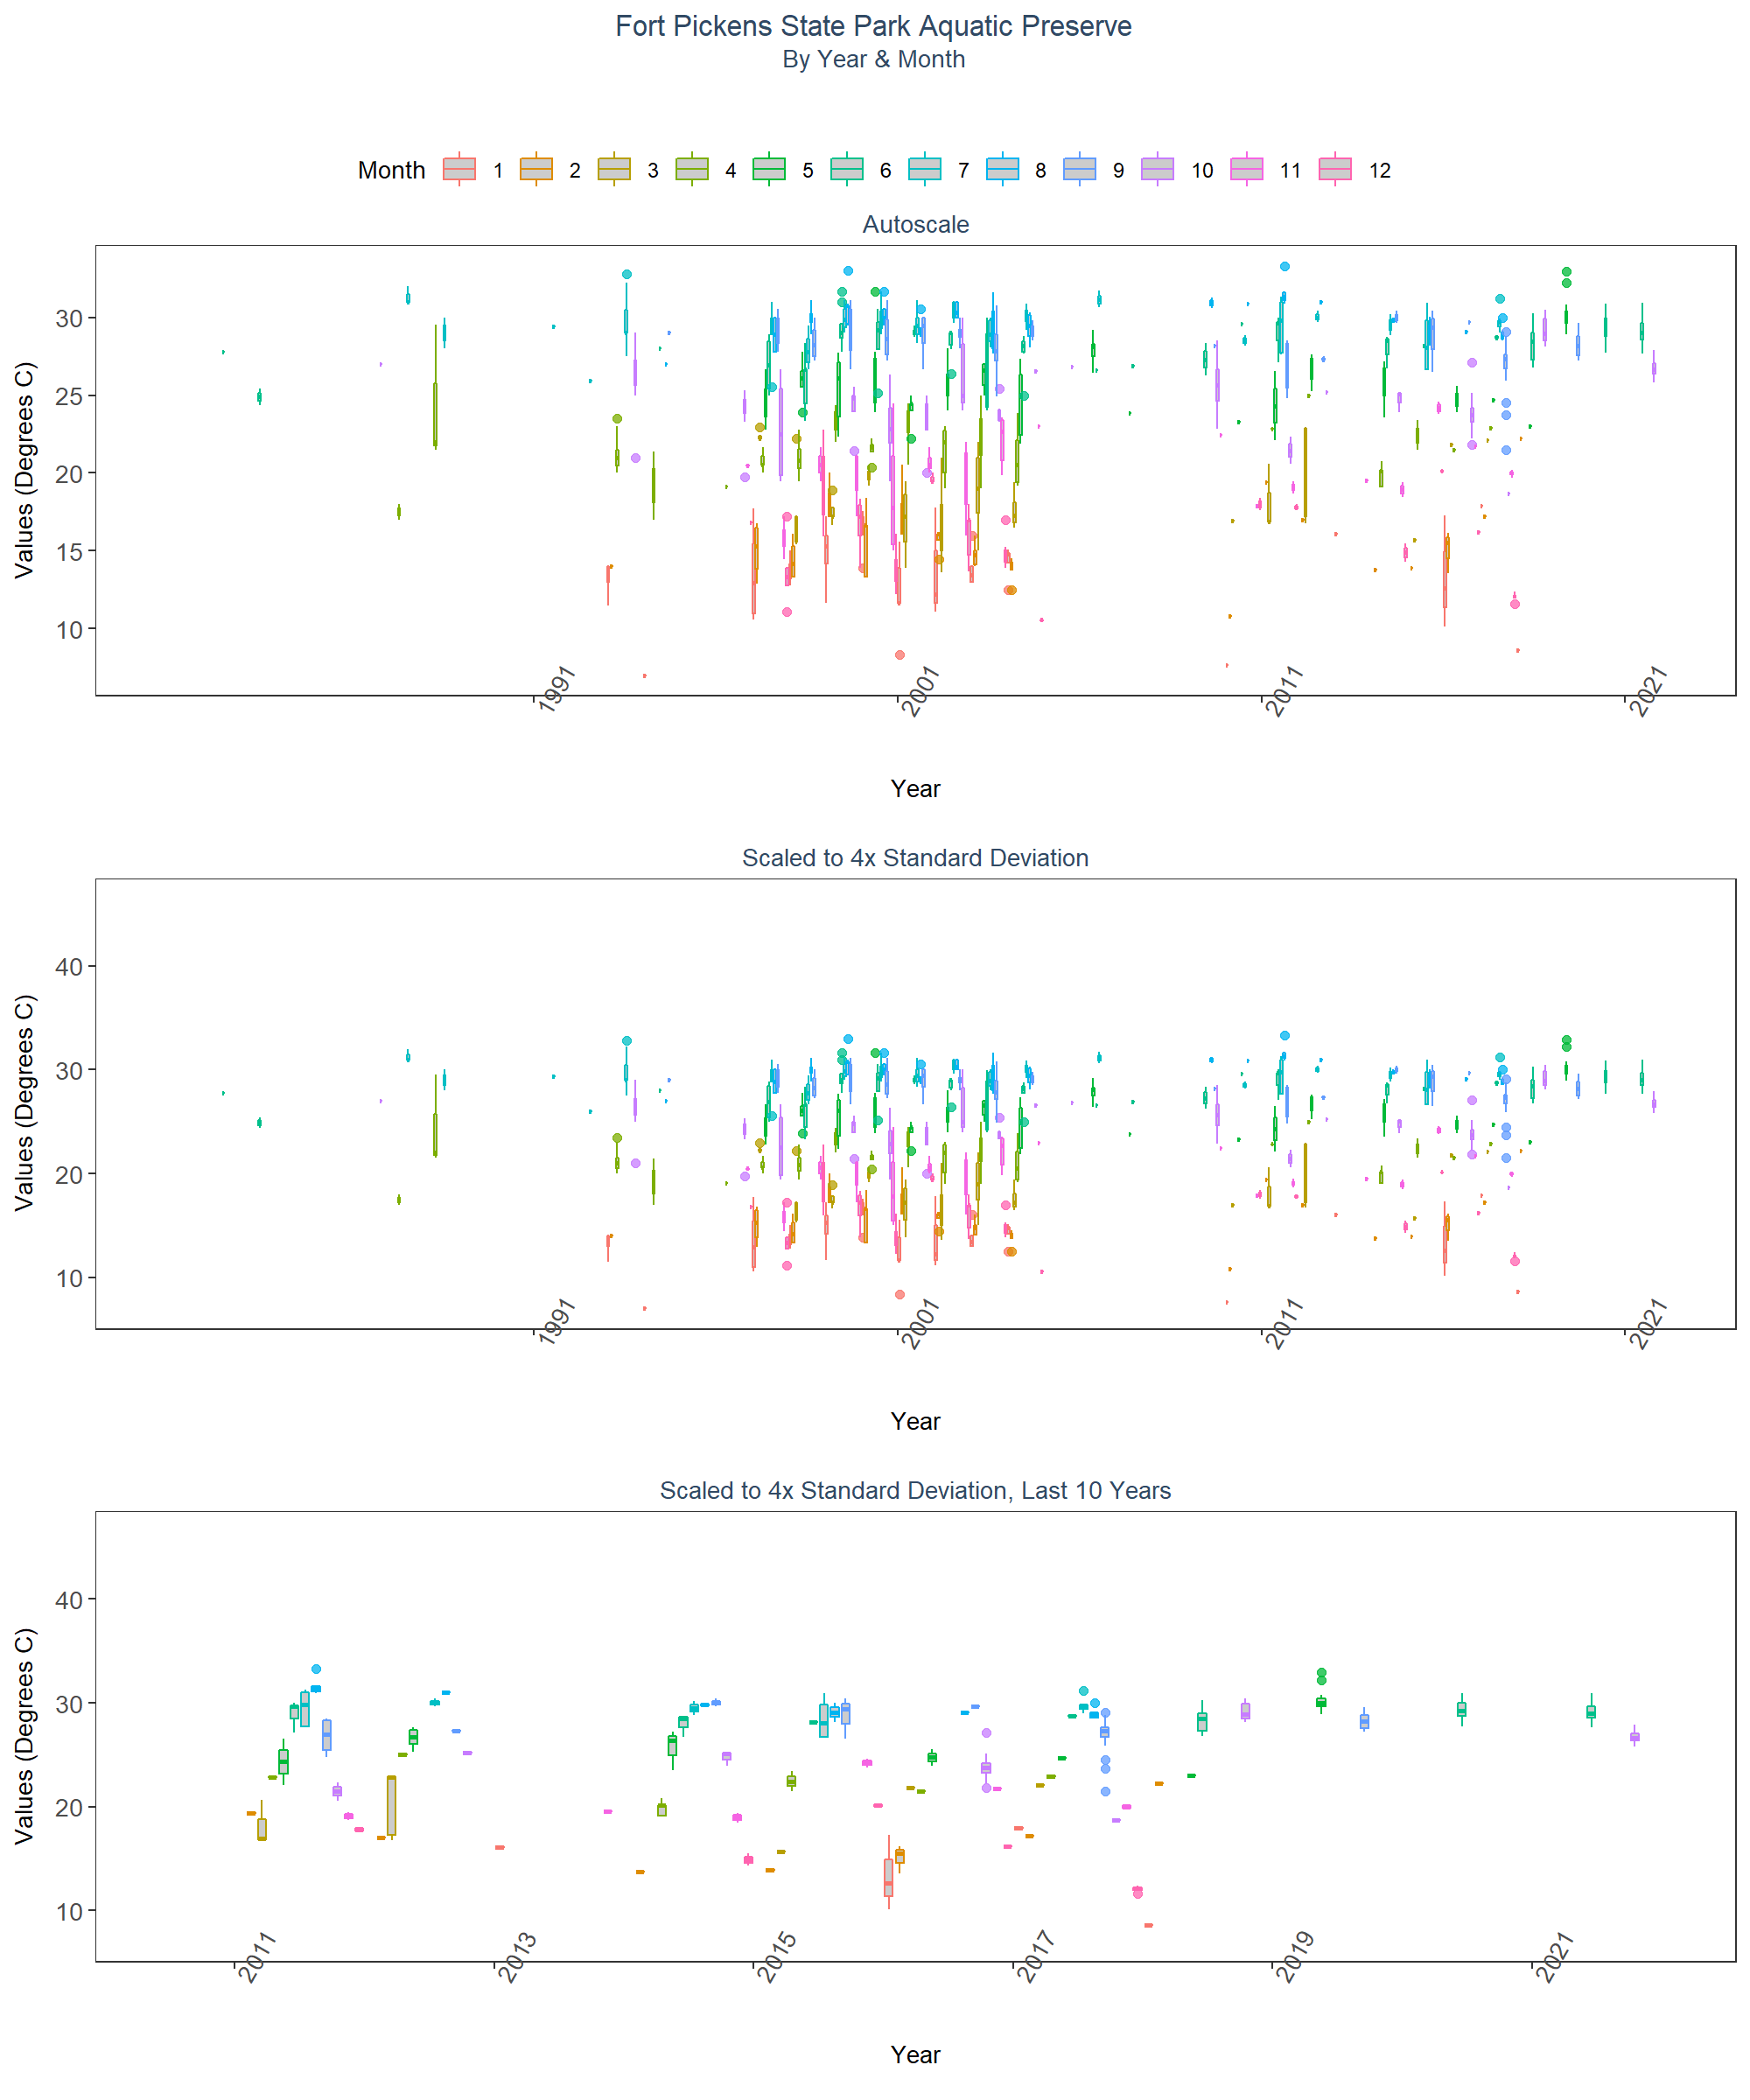 Fort Pickens State Park Aquatic Preserve
By Year & Month
Month 1 2 3 4 5 6 7 8 9 10 11 12
Autoscale
Values (Degrees C)
30
25
20
15
10
1991 2001 2011 2021
Year
Scaled to 4x Standard Deviation
Values (Degrees C)
40
30
20
10
1991 2001 2011 2021
Year
Scaled to 4x Standard Deviation, Last 10 Years
Values (Degrees C)
40
30
20
10
2011 2013 2015 2017 2019 2021
Year